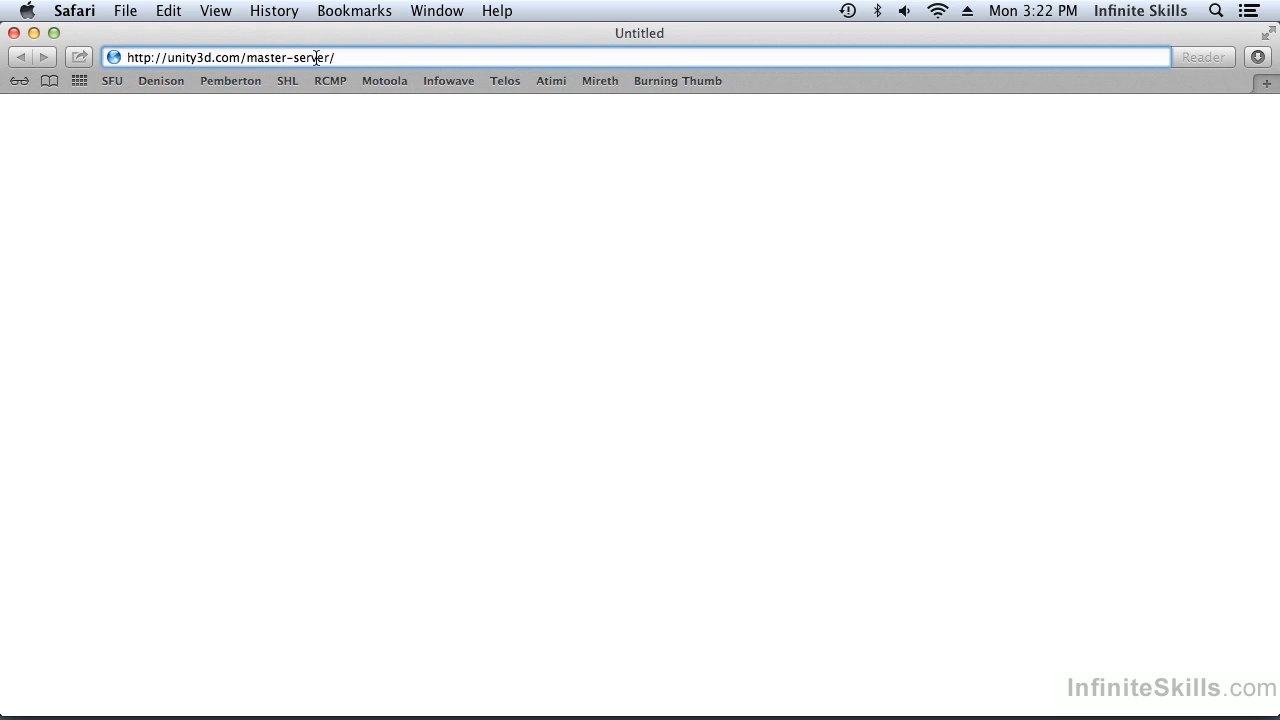 Safari File Edit View History Bookmarks Window Help Mon 3:22 PM Infinite Skills
Untitled
http://unity3d.com/master-server/ Reader
SFU Denison Pemberton SHL RCMP Motoola Infowave Telos Atimi Mireth Burning Thumb
InfiniteSkills.com